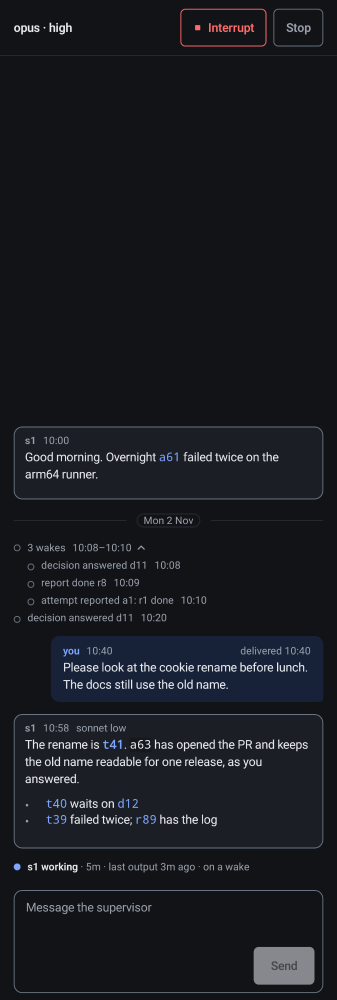 opus · high
Interrupt
Stop
s1 10:00
Good morning. Overnight a61 failed twice on the
arm64 runner.
Mon 2 Nov
3 wakes 10:08–10:10
decision answered d11 10:08
report done r8 10:09
attempt reported a1: r1 done 10:10
decision answered d11 10:20
you 10:40 delivered 10:40
Please look at the cookie rename before lunch.
The docs still use the old name.
s1 10:58 sonnet low
The rename is t41. a63 has opened the PR and keeps
the old name readable for one release, as you
answered.
• t40 waits on d12
• t39 failed twice; r89 has the log
s1 working · 5m · last output 3m ago · on a wake
Message the supervisor
Send